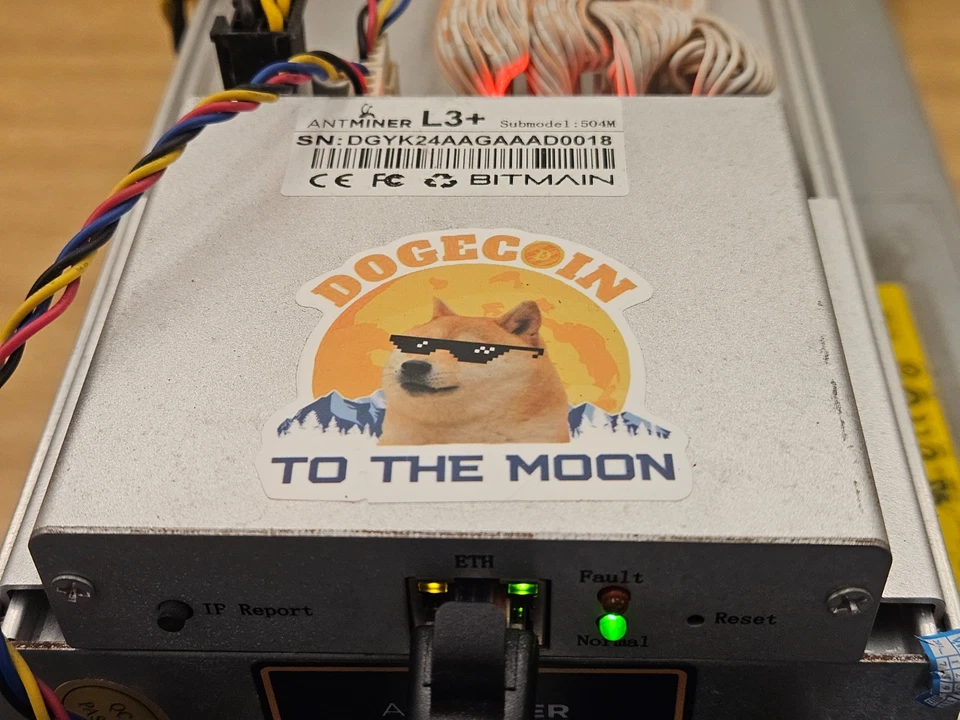 ANTMINER L3+ Submodel:504M
SN:DGYK24AAGAAAD0018
CE FC BITMAIN
DOGECOIN
TO THE MOON
ETH
Fault
IP Report
Reset
Normal